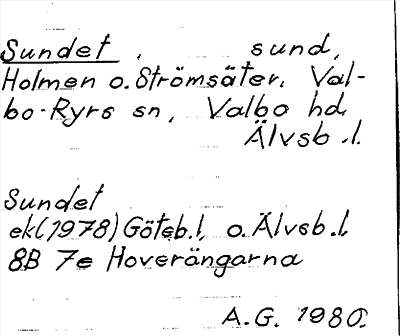 Sundet , sund,
Holmen o. Strömsäter, Val-
bo-Ryrs sn, Valbo hd.
Älvsb .l.
Sundet
ek (1978) Göteb.l, o. Älvsb.l.
8B 7e Hoverängarna
A.G. 1980.